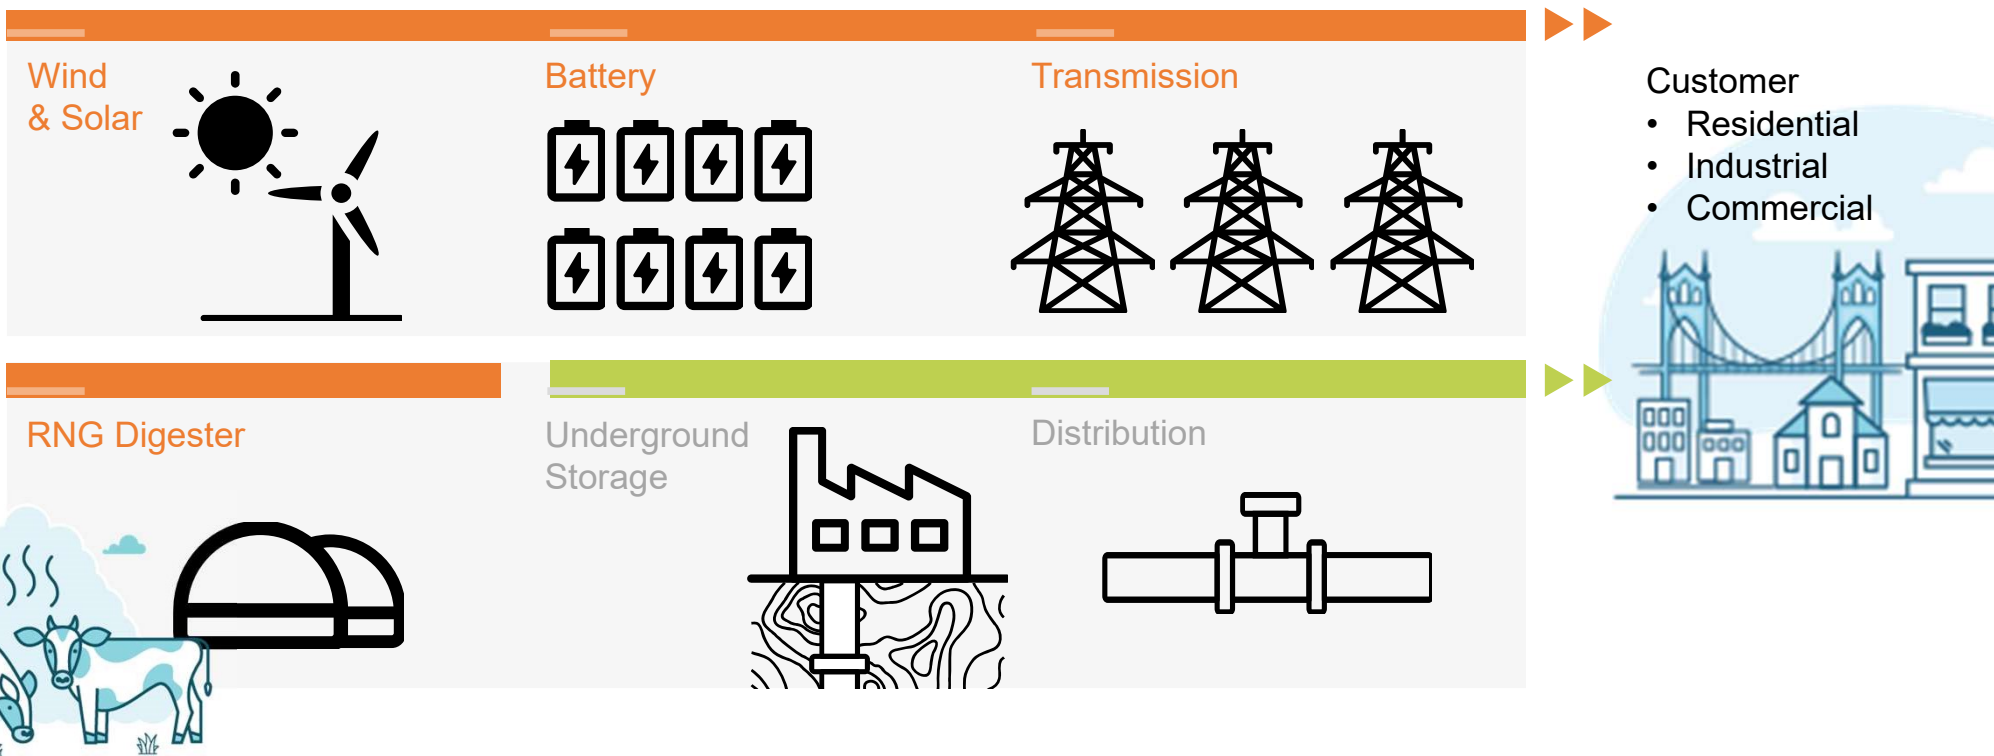 Wind
& Solar
Battery
Transmission
Customer
• Residential
• Industrial
• Commercial
RNG Digester
Underground
Storage
Distribution